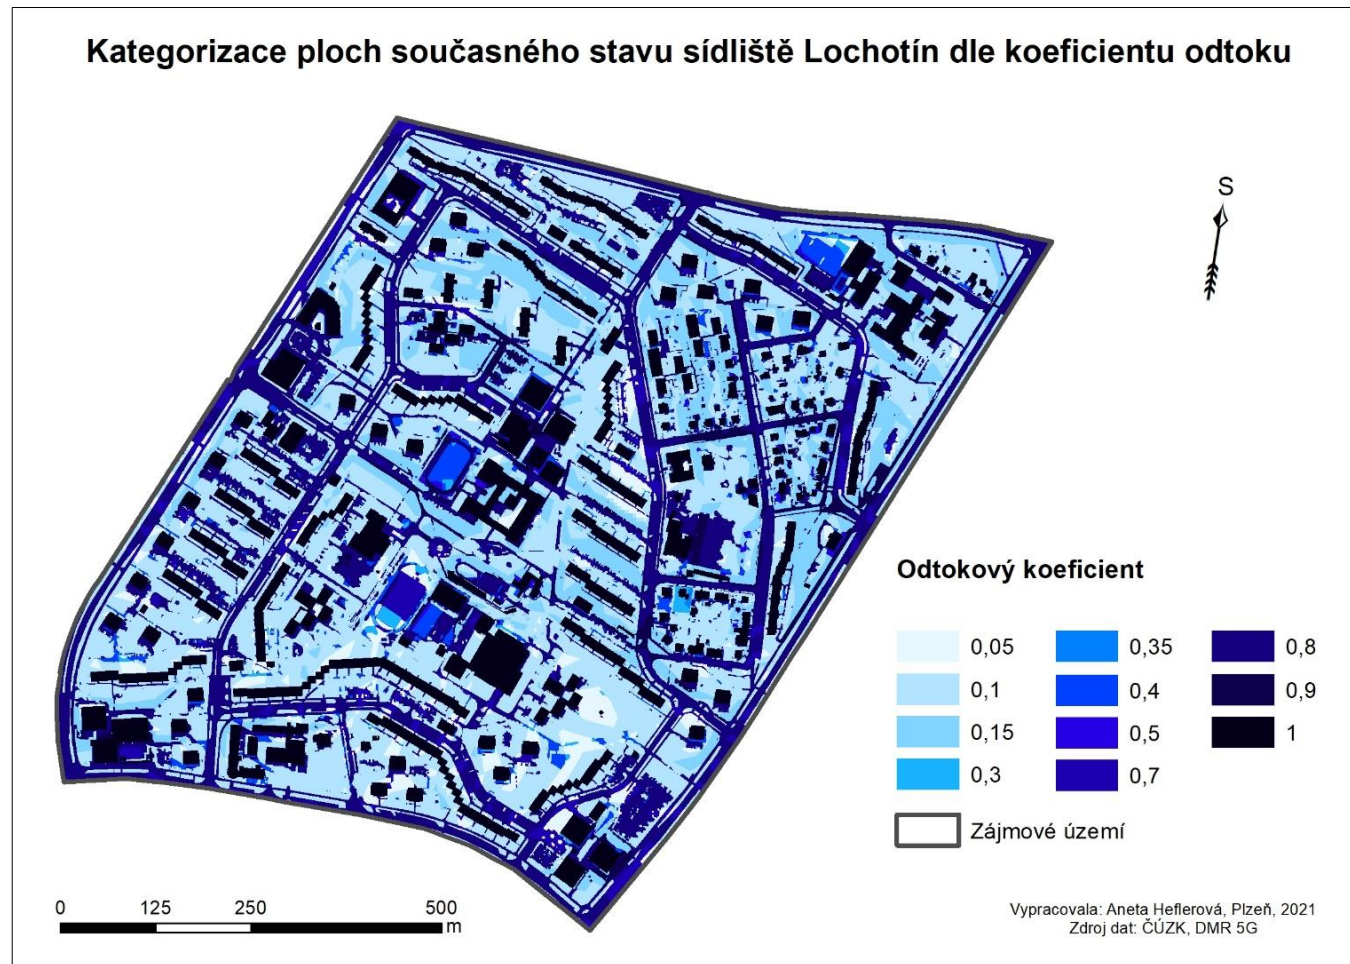 Kategorizace ploch současného stavu sídliště Lochotín dle koeficientu odtoku
S
Odtokový koeficient
0,05
0,1
0,15
0,3
0,35
0,4
0,5
0,7
0,8
0,9
1
Zájmové území
0 125 250 500
m
Vypracovala: Aneta Heflerová, Plzeň, 2021
Zdroj dat: ČÚZK, DMR 5G